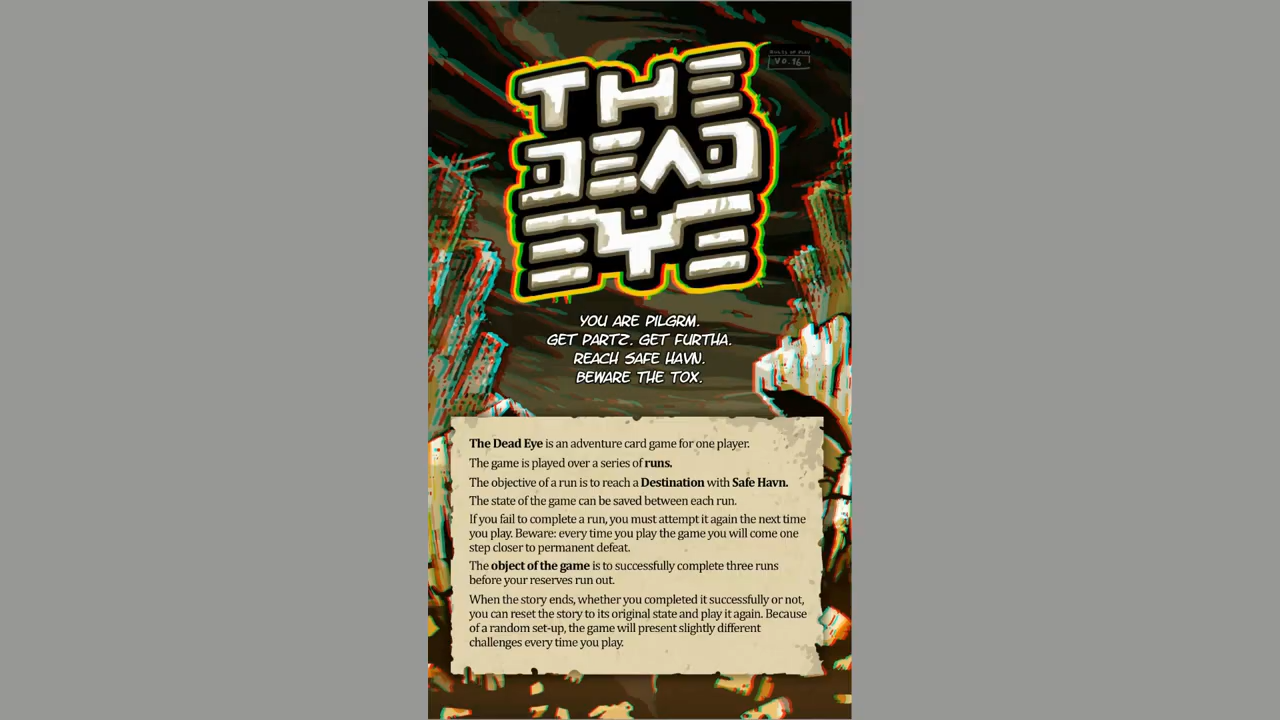 RULES OF PLAY
V0.16
THE
DEAD
EYE
YOU ARE PILGRM.
GET PARTZ. GET FURTHA.
REACH SAFE HAVN.
BEWARE THE TOX.
The Dead Eye is an adventure card game for one player.
The game is played over a series of runs.
The objective of a run is to reach a Destination with Safe Havn.
The state of the game can be saved between each run.
If you fail to complete a run, you must attempt it again the next time
you play. Beware: every time you play the game you will come one
step closer to permanent defeat.
The object of the game is to successfully complete three runs
before your reserves run out.
When the story ends, whether you completed it successfully or not,
you can reset the story to its original state and play it again. Because
of a random set-up, the game will present slightly different
challenges every time you play.